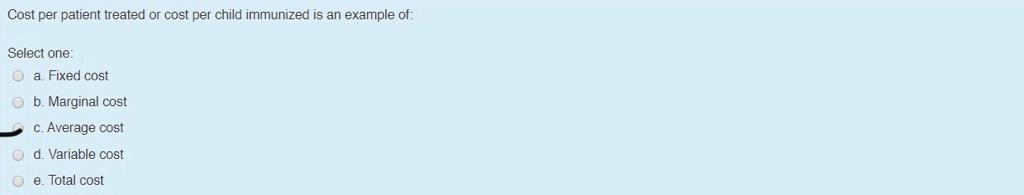 Cost per patient treated or cost per child immunized is an example of:
Select one:
a. Fixed cost
b. Marginal cost
c. Average cost
d. Variable cost
e. Total cost